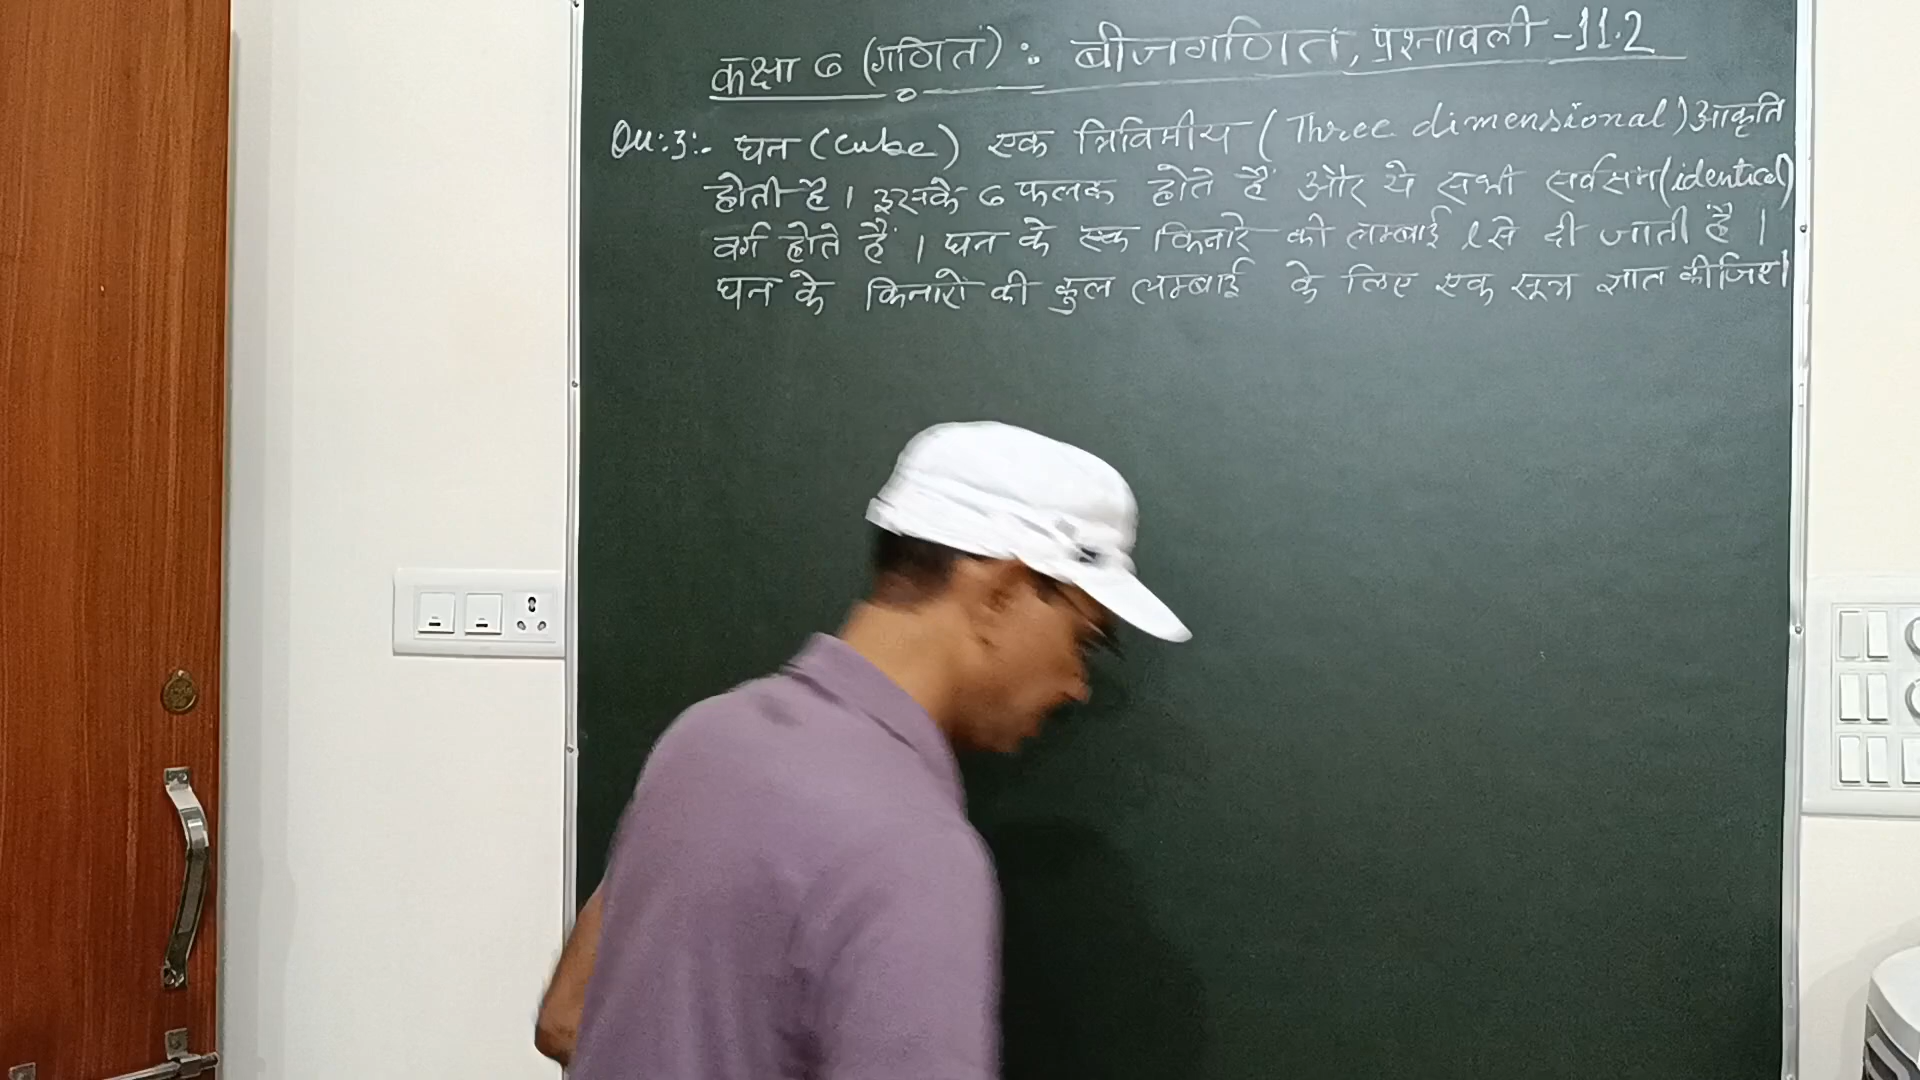 कक्षा 6 (गणित) : बीजगणित, प्रश्नावली -11.2
Qu:3:- घन (cube) एक त्रिविमीय (Three dimensional) आकृति
होती है। इसके 6 फलक होते हैं और ये सभी सर्वसम (identical)
वर्ग होते हैं । घन के एक किनारे की लम्बाई l से दी जाती है ।
घन के किनारों की कुल लम्बाई के लिए एक सूत्र ज्ञात कीजिए।